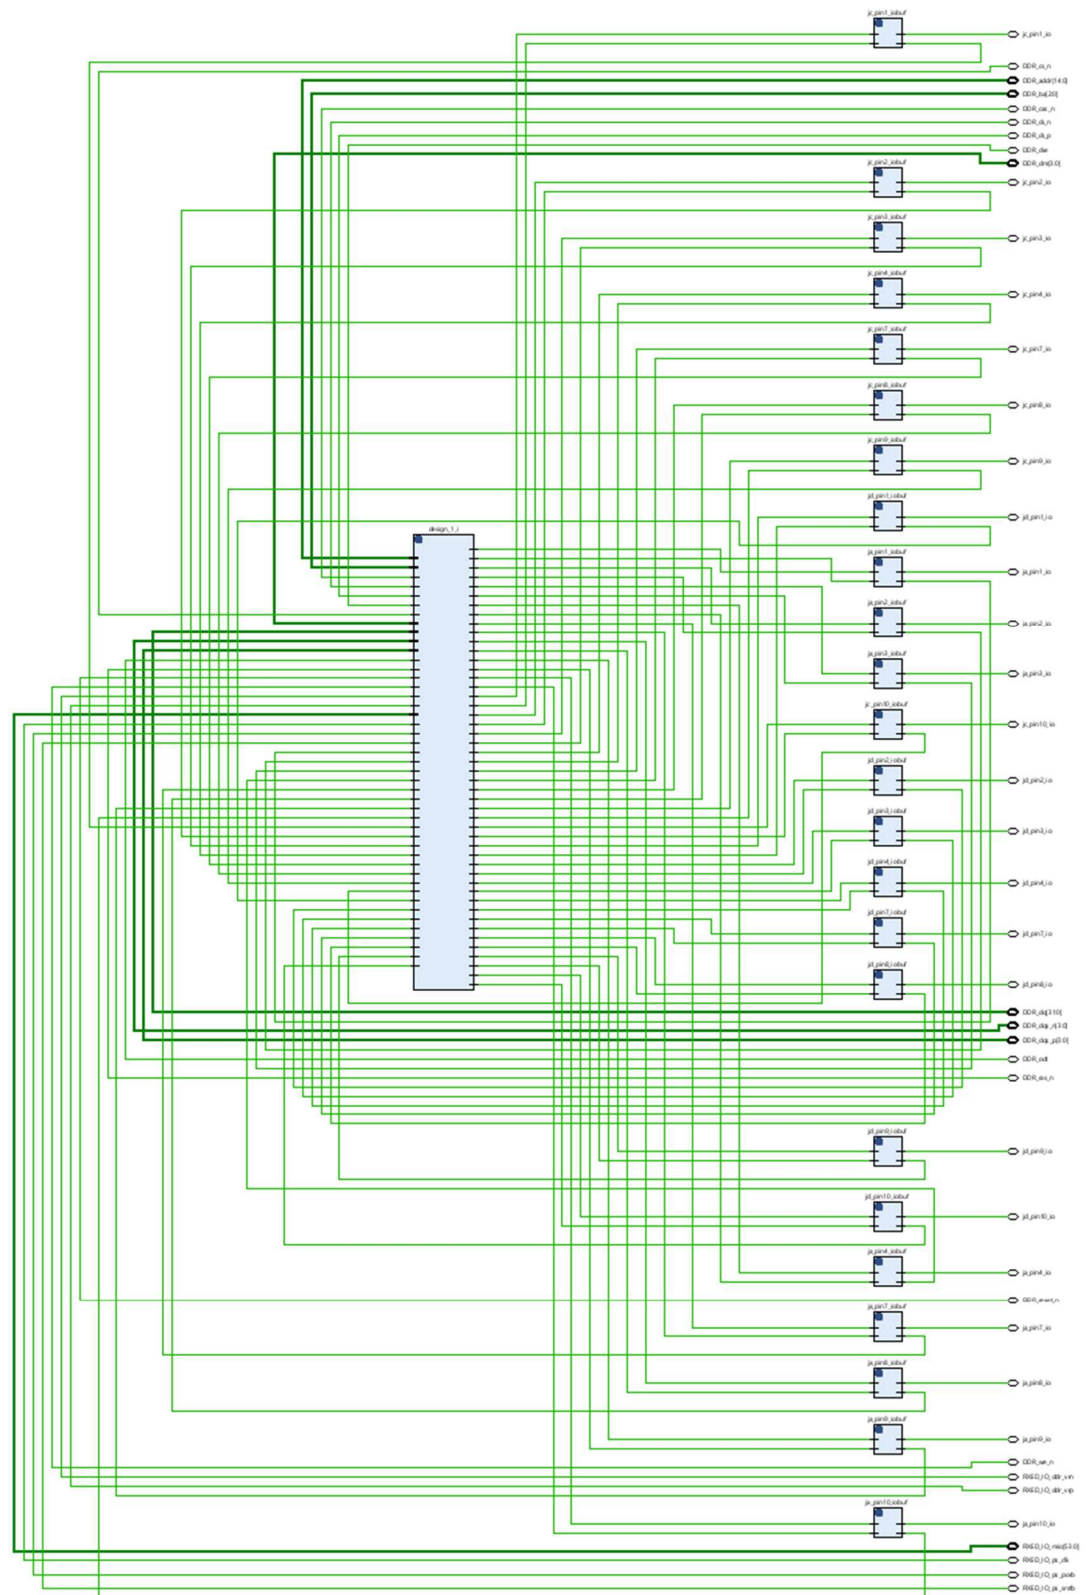 jc_pin1_iobuf
jc_pin1_io
DDR_cs_n
DDR_addr[14:0]
DDR_ba[2:0]
DDR_cas_n
DDR_ck_n
DDR_ck_p
DDR_cke
DDR_dm[3:0]
jc_pin2_iobuf
jc_pin2_io
jc_pin3_iobuf
jc_pin3_io
jc_pin4_iobuf
jc_pin4_io
jc_pin7_iobuf
jc_pin7_io
jc_pin8_iobuf
jc_pin8_io
jc_pin9_iobuf
jc_pin9_io
jd_pin1_iobuf
jd_pin1_io
design_1_i
ja_pin1_iobuf
ja_pin1_io
ja_pin2_iobuf
ja_pin2_io
ja_pin3_iobuf
ja_pin3_io
jc_pin10_iobuf
jc_pin10_io
jd_pin2_iobuf
jd_pin2_io
jd_pin3_iobuf
jd_pin3_io
jd_pin4_iobuf
jd_pin4_io
jd_pin7_iobuf
jd_pin7_io
jd_pin8_iobuf
jd_pin8_io
DDR_dq[31:0]
DDR_dqs_n[3:0]
DDR_dqs_p[3:0]
DDR_odt
DDR_ras_n
jd_pin9_iobuf
jd_pin9_io
jd_pin10_iobuf
jd_pin10_io
ja_pin4_iobuf
ja_pin4_io
DDR_reset_n
ja_pin7_iobuf
ja_pin7_io
ja_pin8_iobuf
ja_pin8_io
ja_pin9_iobuf
ja_pin9_io
DDR_we_n
FIXED_IO_ddr_vrn
FIXED_IO_ddr_vrp
ja_pin10_iobuf
ja_pin10_io
FIXED_IO_mio[53:0]
FIXED_IO_ps_clk
FIXED_IO_ps_porb
FIXED_IO_ps_srstb